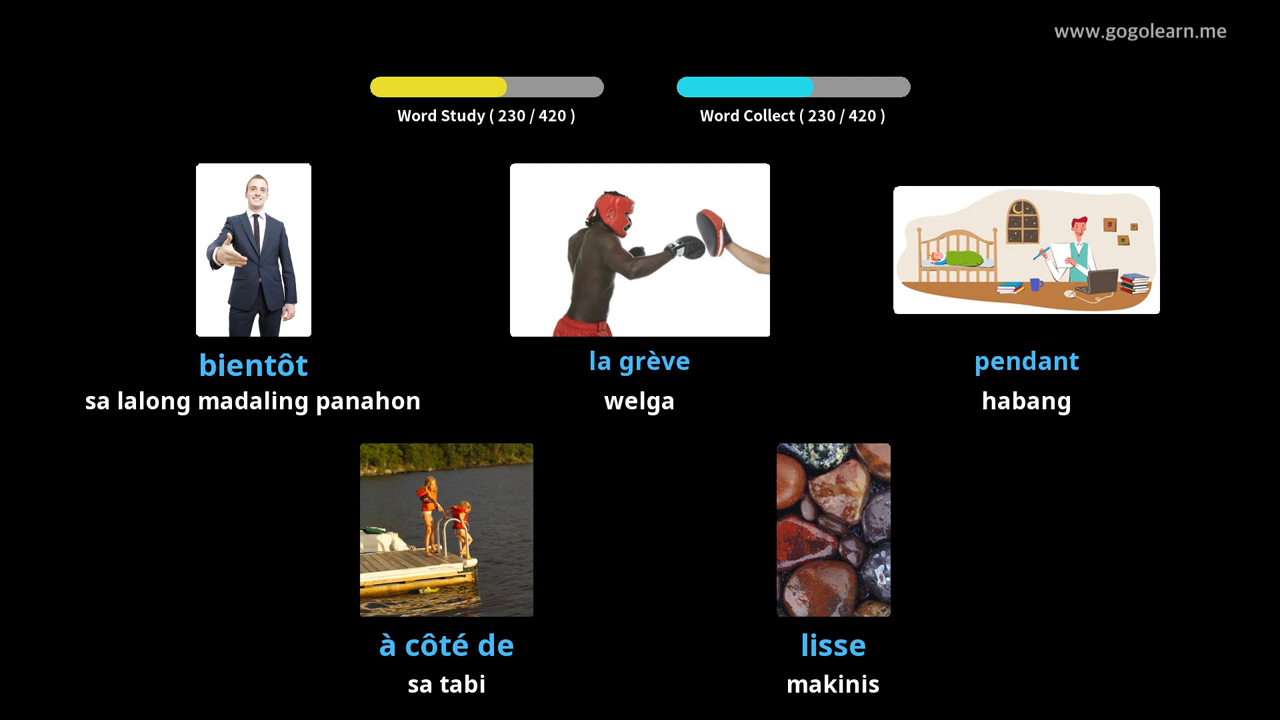 www.gogolearn.me
Word Study ( 230 / 420 )
Word Collect ( 230 / 420 )
bientôt
sa lalong madaling panahon
la grève
welga
pendant
habang
à côté de
sa tabi
lisse
makinis